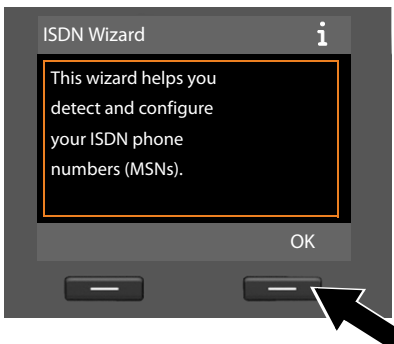 ISDN Wizard i
This wizard helps you
detect and configure
your ISDN phone
numbers (MSNs).
OK